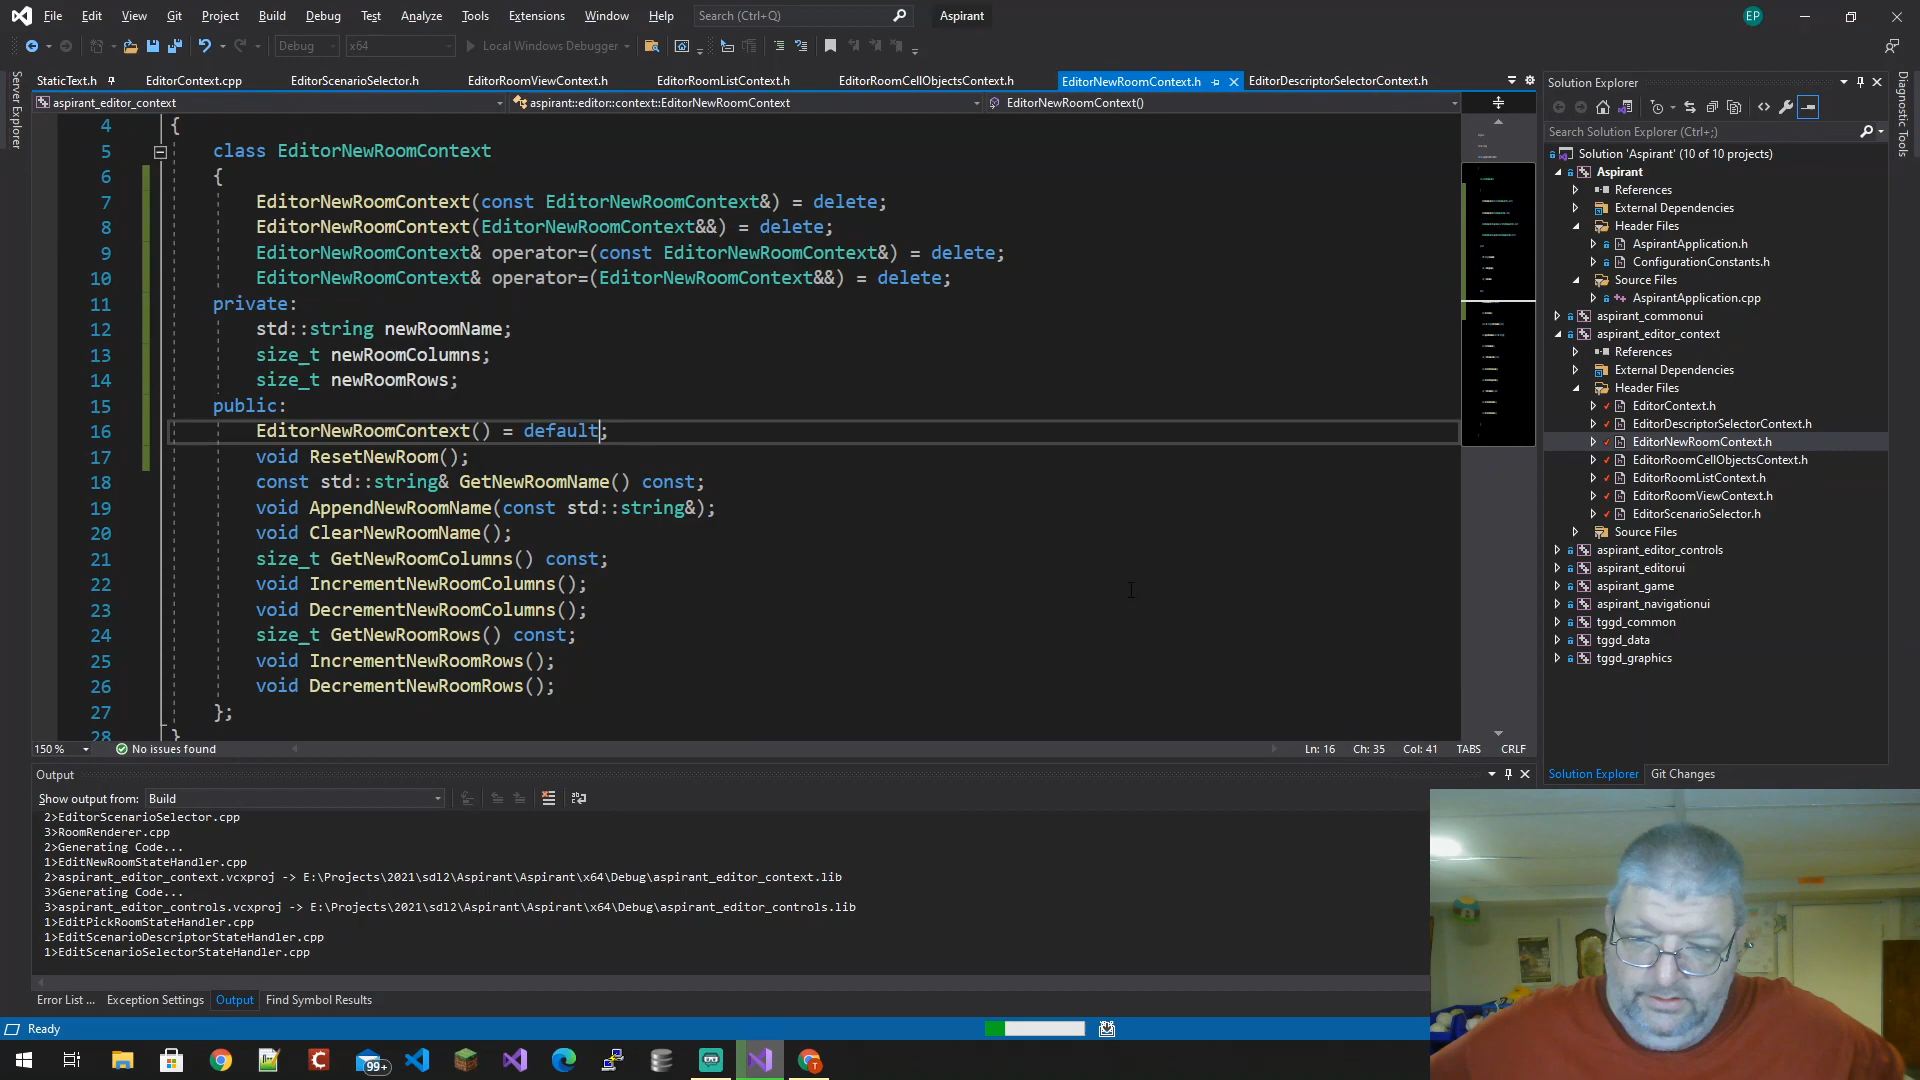 File Edit View Git Project Build Debug Test Analyze Tools Extensions Window Help Search (Ctrl+Q) Aspirant EP
Debug x64 Local Windows Debugger
StaticText.h EditorContext.cpp EditorScenarioSelector.h EditorRoomViewContext.h EditorRoomListContext.h EditorRoomCellObjectsContext.h EditorNewRoomContext.h EditorDescriptorSelectorContext.h
aspirant_editor_context aspirant::editor::context::EditorNewRoomContext EditorNewRoomContext()
4 {
5 class EditorNewRoomContext
6 {
7 EditorNewRoomContext(const EditorNewRoomContext&) = delete;
8 EditorNewRoomContext(EditorNewRoomContext&&) = delete;
9 EditorNewRoomContext& operator=(const EditorNewRoomContext&) = delete;
10 EditorNewRoomContext& operator=(EditorNewRoomContext&&) = delete;
11 private:
12 std::string newRoomName;
13 size_t newRoomColumns;
14 size_t newRoomRows;
15 public:
16 EditorNewRoomContext() = default;
17 void ResetNewRoom();
18 const std::string& GetNewRoomName() const;
19 void AppendNewRoomName(const std::string&);
20 void ClearNewRoomName();
21 size_t GetNewRoomColumns() const;
22 void IncrementNewRoomColumns();
23 void DecrementNewRoomColumns();
24 size_t GetNewRoomRows() const;
25 void IncrementNewRoomRows();
26 void DecrementNewRoomRows();
27 };
28 }
150 % No issues found Ln: 16 Ch: 35 Col: 41 TABS CRLF
Output
Show output from: Build
2>EditorScenarioSelector.cpp
3>RoomRenderer.cpp
2>Generating Code...
1>EditNewRoomStateHandler.cpp
2>aspirant_editor_context.vcxproj -> E:\Projects\2021\sdl2\Aspirant\Aspirant\x64\Debug\aspirant_editor_context.lib
3>Generating Code...
3>aspirant_editor_controls.vcxproj -> E:\Projects\2021\sdl2\Aspirant\Aspirant\x64\Debug\aspirant_editor_controls.lib
1>EditPickRoomStateHandler.cpp
1>EditScenarioDescriptorStateHandler.cpp
1>EditScenarioSelectorStateHandler.cpp
Error List ... Exception Settings Output Find Symbol Results
Ready
99+
Server Explorer
Solution Explorer
Search Solution Explorer (Ctrl+;)
Solution 'Aspirant' (10 of 10 projects)
Aspirant
References
External Dependencies
Header Files
AspirantApplication.h
ConfigurationConstants.h
Source Files
AspirantApplication.cpp
aspirant_commonui
aspirant_editor_context
References
External Dependencies
Header Files
EditorContext.h
EditorDescriptorSelectorContext.h
EditorNewRoomContext.h
EditorRoomCellObjectsContext.h
EditorRoomListContext.h
EditorRoomViewContext.h
EditorScenarioSelector.h
Source Files
aspirant_editor_controls
aspirant_editorui
aspirant_game
aspirant_navigationui
tggd_common
tggd_data
tggd_graphics
Solution Explorer Git Changes
Diagnostic Tools